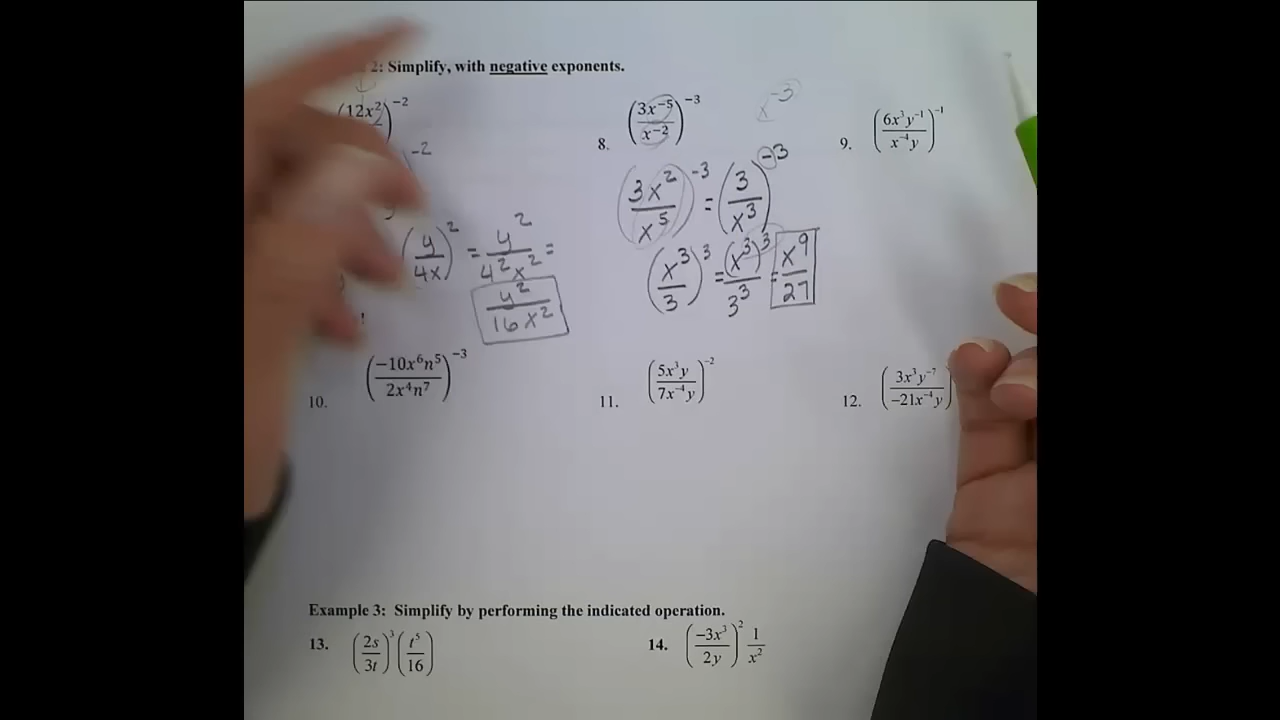 2: Simplify, with negative exponents.
(12x²)⁻²
8. (3x⁻⁵/x⁻²)⁻³
x⁻³
9. (6x³y⁻¹/x⁻⁴y)⁻¹
⁻²
(3x²/x⁵)⁻³ = (3/x³)⁻³
(y/4x)² = y²/4²x² =
(x³/3)³ = (x³)³/3³ = x⁹/27
y²/16x²
10. (−10x⁶n⁵/2x⁴n⁷)⁻³
11. (5x³y/7x⁻⁴y)⁻²
12. (3x³y⁻⁷/−21x⁻⁴y)
Example 3: Simplify by performing the indicated operation.
13. (2s/3t)³(t⁵/16)
14. (−3x³/2y)² 1/x²